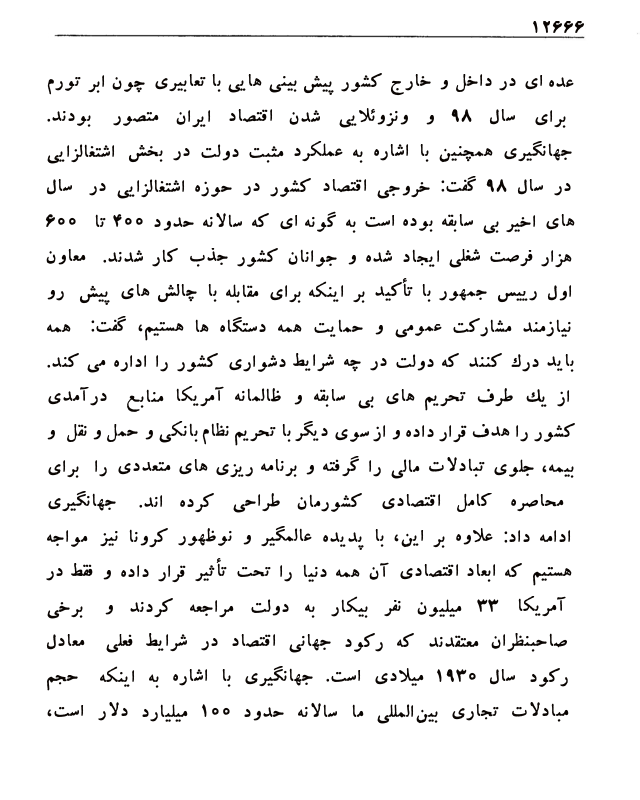 ۱۲۶۶۶
عده ای در داخل و خارج کشور پیش بینی هایی با تعابیری چون ابر تورم
برای سال ۹۸ و ونزوئلایی شدن اقتصاد ایران متصور بودند.
جهانگیری همچنین با اشاره به عملکرد مثبت دولت در بخش اشتغالزایی
در سال ۹۸ گفت: خروجی اقتصاد کشور در حوزه اشتغالزایی در سال
های اخیر بی سابقه بوده است به گونه ای که سالانه حدود ۴۰۰ تا ۶۰۰
هزار فرصت شغلی ایجاد شده و جوانان کشور جذب کار شدند. معاون
اول رییس جمهور با تأکید بر اینکه برای مقابله با چالش های پیش رو
نیازمند مشارکت عمومی و حمایت همه دستگاه ها هستیم، گفت: همه
باید درك کنند که دولت در چه شرایط دشواری کشور را اداره می کند.
از یك طرف تحریم های بی سابقه و ظالمانه آمریکا منابع درآمدی
کشور را هدف قرار داده و از سوی دیگر با تحریم نظام بانکی و حمل و نقل و
بیمه، جلوی تبادلات مالی را گرفته و برنامه ریزی های متعددی را برای
محاصره کامل اقتصادی کشورمان طراحی کرده اند. جهانگیری
ادامه داد: علاوه بر این، با پدیده عالمگیر و نوظهور کرونا نیز مواجه
هستیم که ابعاد اقتصادی آن همه دنیا را تحت تأثیر قرار داده و فقط در
آمریکا ۳۳ میلیون نفر بیکار به دولت مراجعه کردند و برخی
صاحبنظران معتقدند که رکود جهانی اقتصاد در شرایط فعلی معادل
رکود سال ۱۹۳۰ میلادی است. جهانگیری با اشاره به اینکه حجم
مبادلات تجاری بین‌المللی ما سالانه حدود ۱۰۰ میلیارد دلار است،